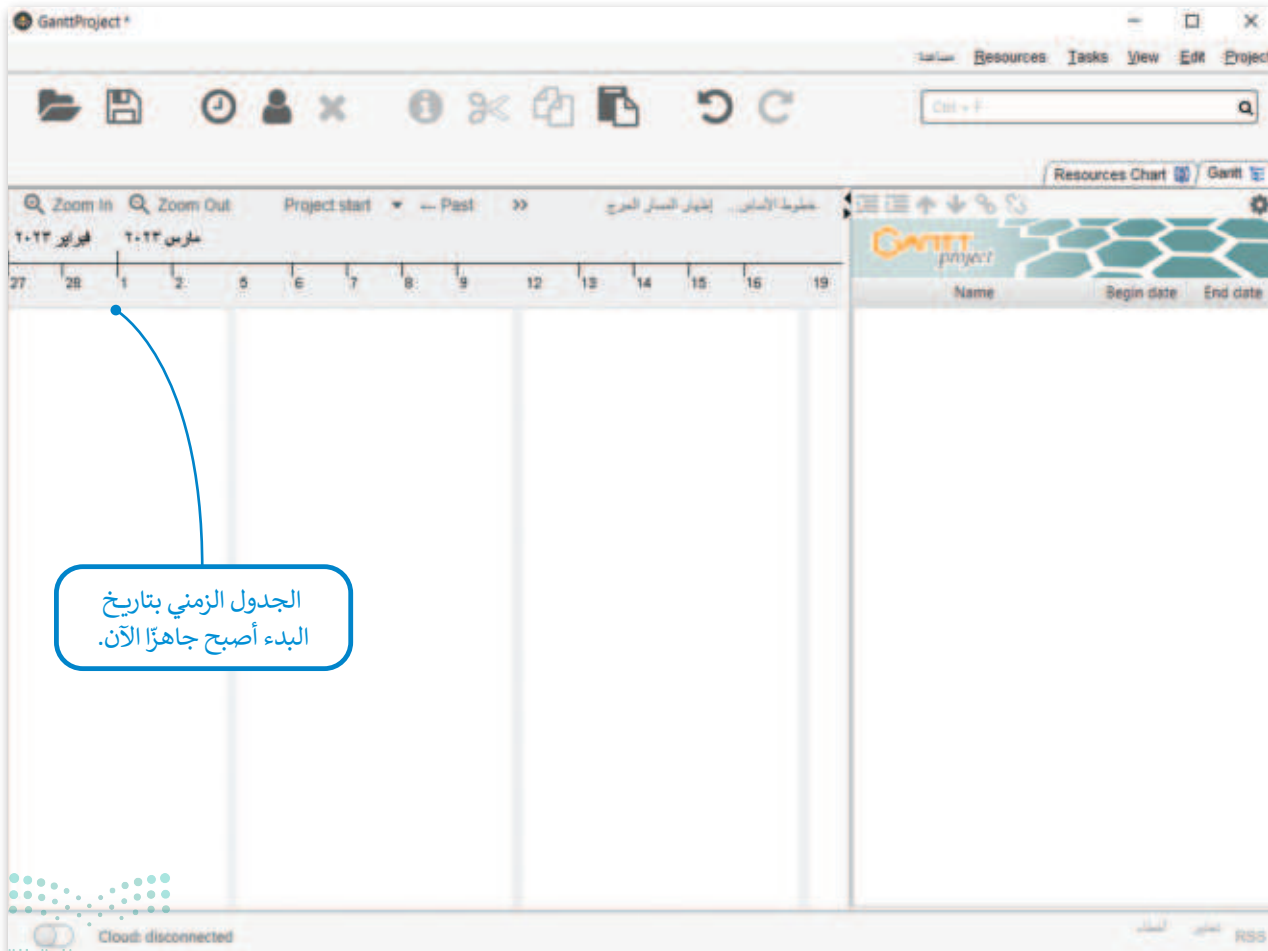 GanttProject *
مساعدة Resources Tasks View Edit Project
Ctrl + F
Resources Chart Gantt
Zoom In Zoom Out Project start ← Past >> إظهار المسار الحرج خطوط الأساس...
فبراير ٢٠٢٣ مارس ٢٠٢٣
27 28 1 2 5 6 7 8 9 12 13 14 15 16 19
GANTT
project
Name Begin date End date
الجدول الزمني بتاريخ
البدء أصبح جاهزًا الآن.
Cloud: disconnected
RSS